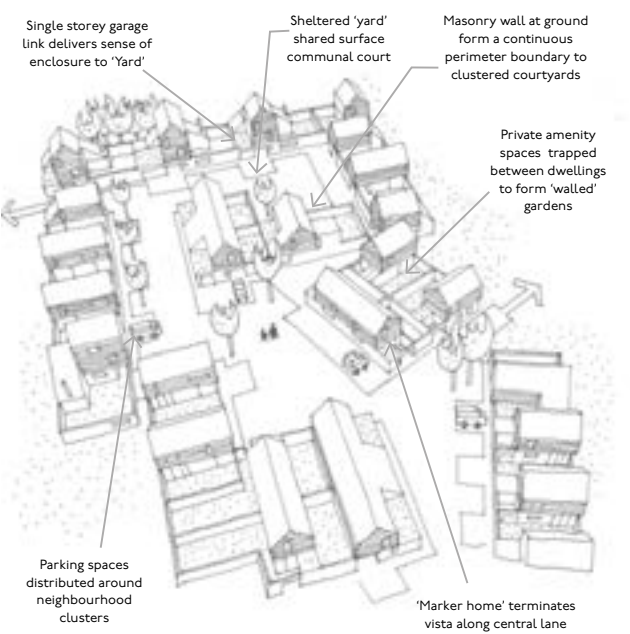 Single storey garage
link delivers sense of
enclosure to ‘Yard’
Sheltered ‘yard’
shared surface
communal court
Masonry wall at ground
form a continuous
perimeter boundary to
clustered courtyards
Private amenity
spaces trapped
between dwellings
to form ‘walled’
gardens
Parking spaces
distributed around
neighbourhood
clusters
‘Marker home’ terminates
vista along central lane